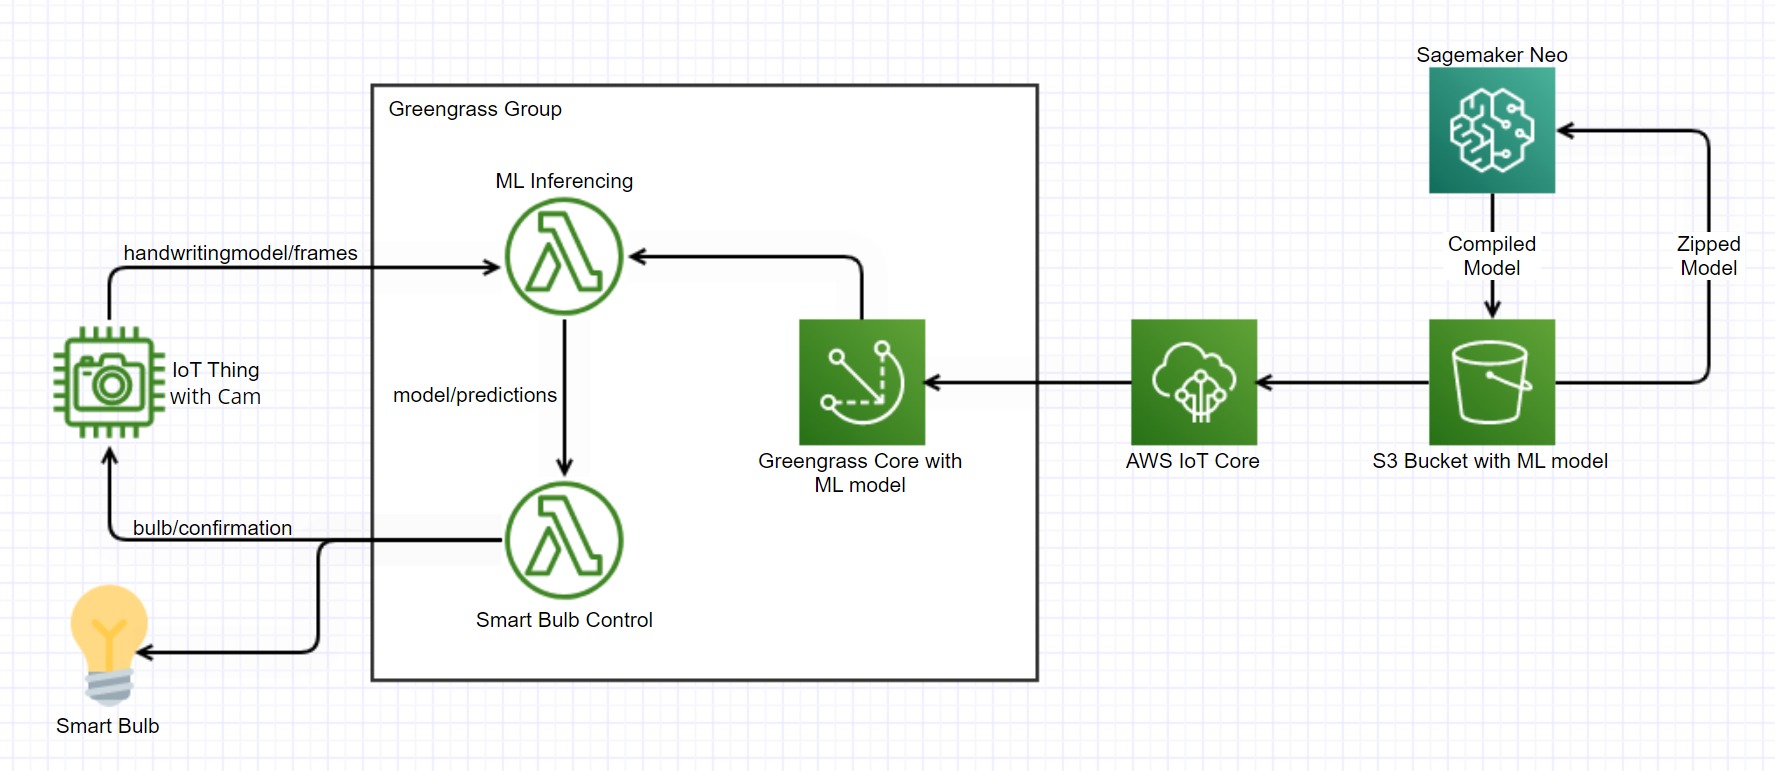 Sagemaker Neo
Greengrass Group
ML Inferencing
handwritingmodel/frames
Compiled
Model
Zipped
Model
IoT Thing
with Cam
model/predictions
Greengrass Core with
ML model
AWS IoT Core
S3 Bucket with ML model
bulb/confirmation
Smart Bulb Control
Smart Bulb